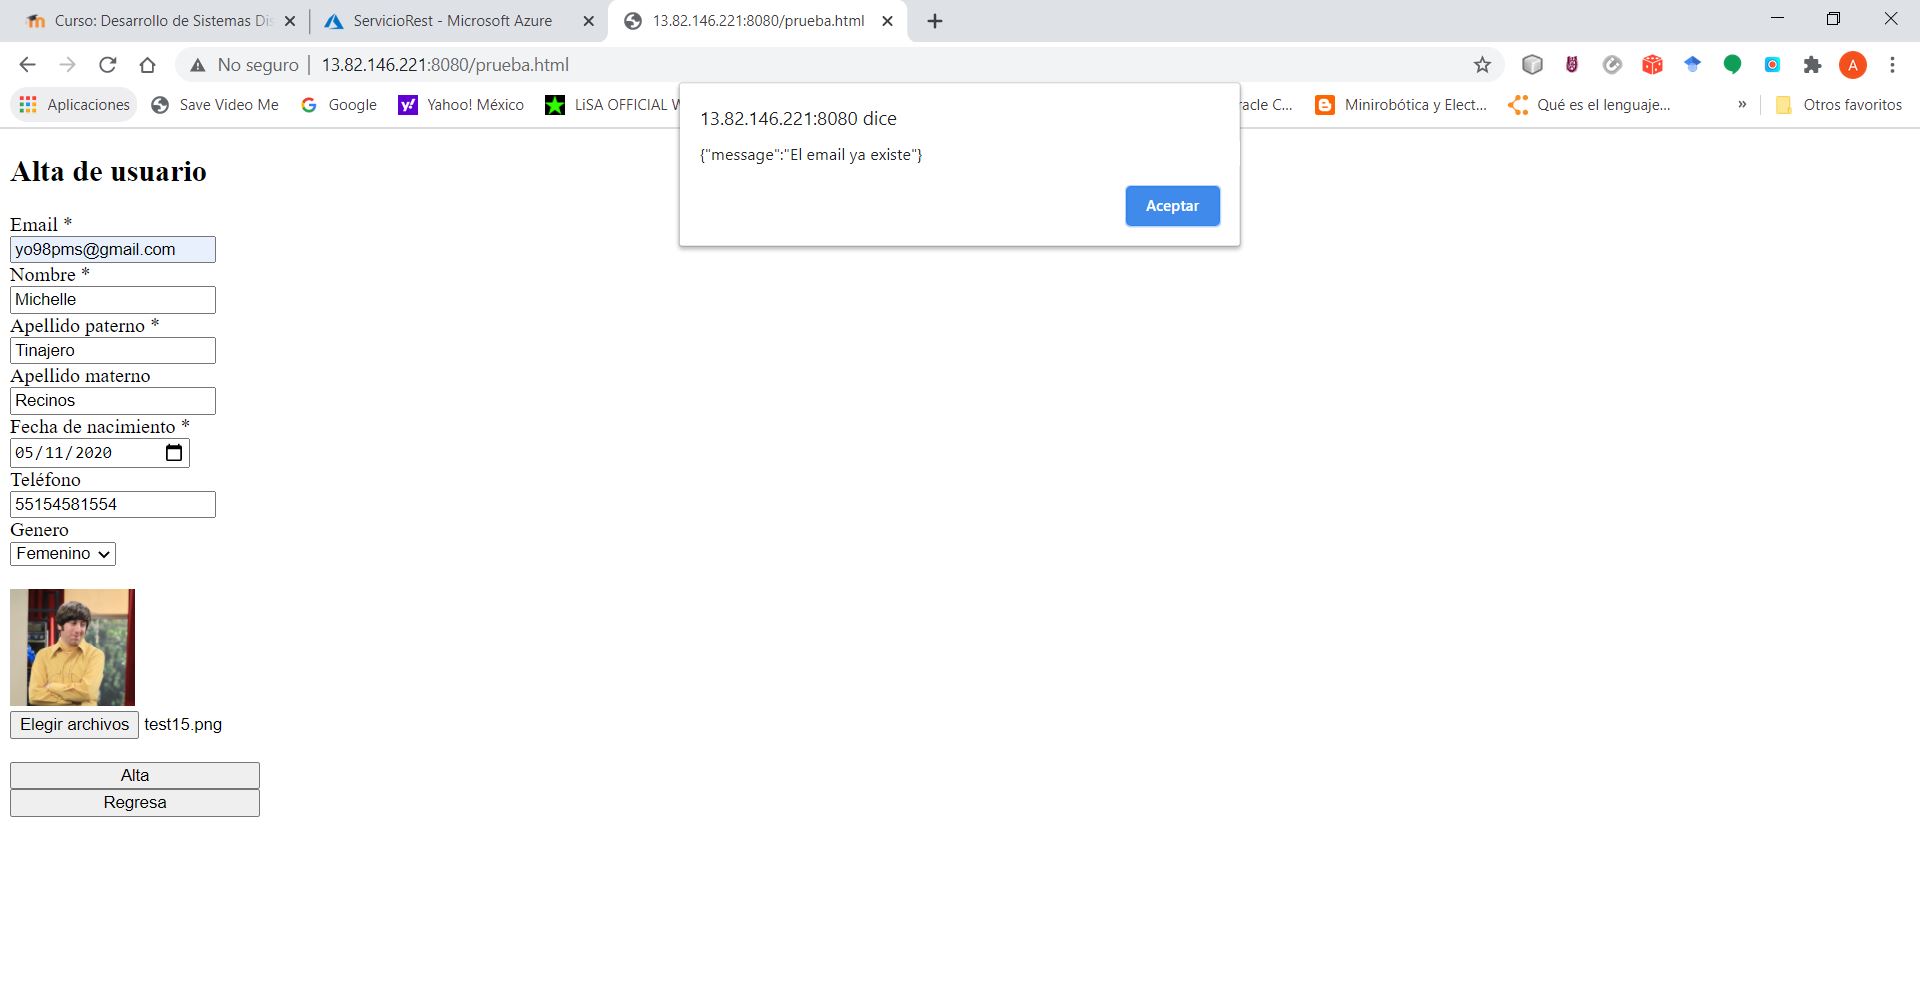 Curso: Desarrollo de Sistemas Dis
ServicioRest - Microsoft Azure
13.82.146.221:8080/prueba.html
No seguro
13.82.146.221:8080/prueba.html
A
Aplicaciones
Save Video Me
Google
Yahoo! México
LiSA OFFICIAL
Minirobótica y Elect...
Qué es el lenguaje...
»
Otros favoritos
13.82.146.221:8080 dice
{"message":"El email ya existe"}
Aceptar
Alta de usuario
Email *
yo98pms@gmail.com
Nombre *
Michelle
Apellido paterno *
Tinajero
Apellido materno
Recinos
Fecha de nacimiento *
05/11/2020
Teléfono
55154581554
Genero
Femenino
Elegir archivos test15.png
Alta
Regresa